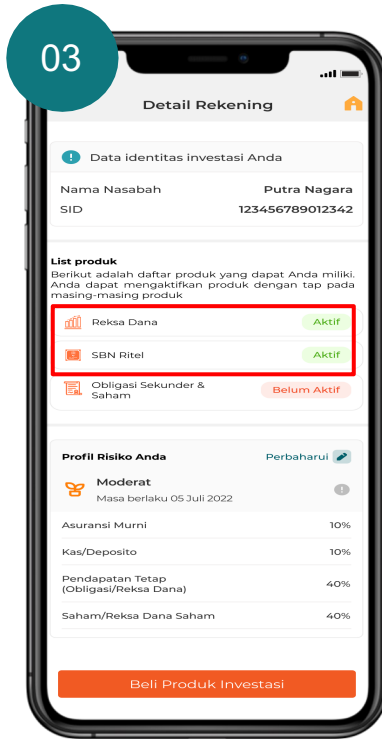 03
Detail Rekening
Data identitas investasi Anda
Nama Nasabah Putra Nagara
SID 123456789012342
List produk
Berikut adalah daftar produk yang dapat Anda miliki.
Anda dapat mengaktifkan produk dengan tap pada
masing-masing produk
Reksa Dana Aktif
SBN Ritel Aktif
Obligasi Sekunder &
Saham Belum Aktif
Profil Risiko Anda Perbaharui
Moderat
Masa berlaku 05 Juli 2022
Asuransi Murni 10%
Kas/Deposito 10%
Pendapatan Tetap
(Obligasi/Reksa Dana) 40%
Saham/Reksa Dana Saham 40%
Beli Produk Investasi